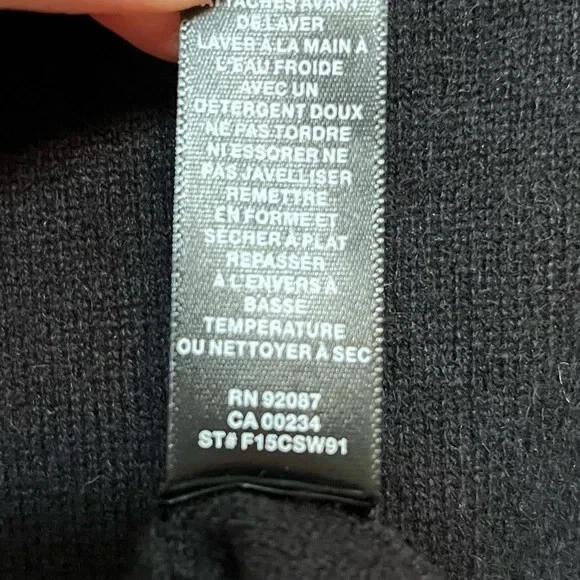 ATTACHES AVANT
DE LAVER
LAVER À LA MAIN À
L'EAU FROIDE
AVEC UN
DÉTERGENT DOUX
NE PAS TORDRE
NI ESSORER NE
PAS JAVELLISER
REMETTRE
EN FORME ET
SÉCHER À PLAT
REPASSER
À L'ENVERS À
BASSE
TEMPÉRATURE
OU NETTOYER À SEC
RN 92087
CA 00234
ST# F15CSW91